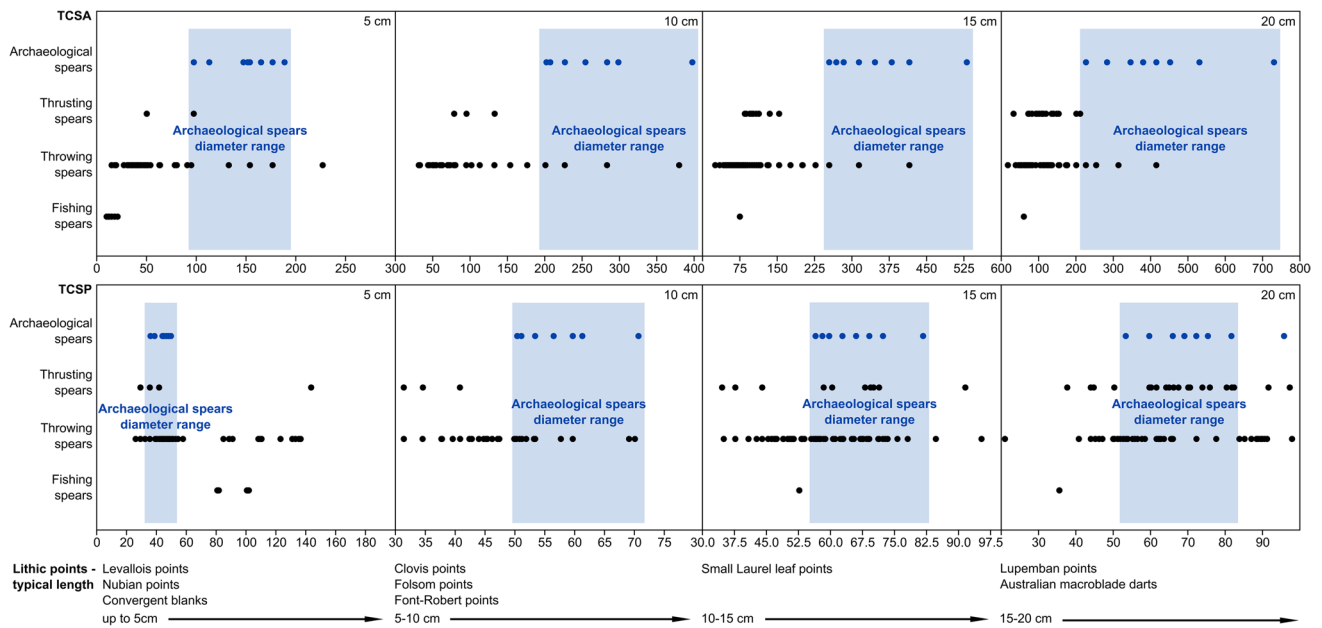 TCSA
5 cm
10 cm
15 cm
20 cm
Archaeological
spears
Thrusting
spears
Throwing
spears
Fishing
spears
Archaeological spears
diameter range
Archaeological spears
diameter range
Archaeological spears
diameter range
Archaeological spears
diameter range
0 50 100 150 200 250 300
0 50 100 150 200 250 300 350 400
75 150 225 300 375 450 525 600
0 100 200 300 400 500 600 700 800
TCSP
5 cm
10 cm
15 cm
20 cm
Archaeological
spears
Thrusting
spears
Throwing
spears
Fishing
spears
Archaeological spears
diameter range
Archaeological spears
diameter range
Archaeological spears
diameter range
Archaeological spears
diameter range
0 20 40 60 80 100 120 140 160 180
30 35 40 45 50 55 60 65 70 75
30.0 37.5 45.0 52.5 60.0 67.5 75.0 82.5 90.0 97.5
30 40 50 60 70 80 90
Lithic points -
typical length
Levallois points
Nubian points
Convergent blanks
up to 5cm
Clovis points
Folsom points
Font-Robert points
5-10 cm
Small Laurel leaf points
10-15 cm
Lupemban points
Australian macroblade darts
15-20 cm